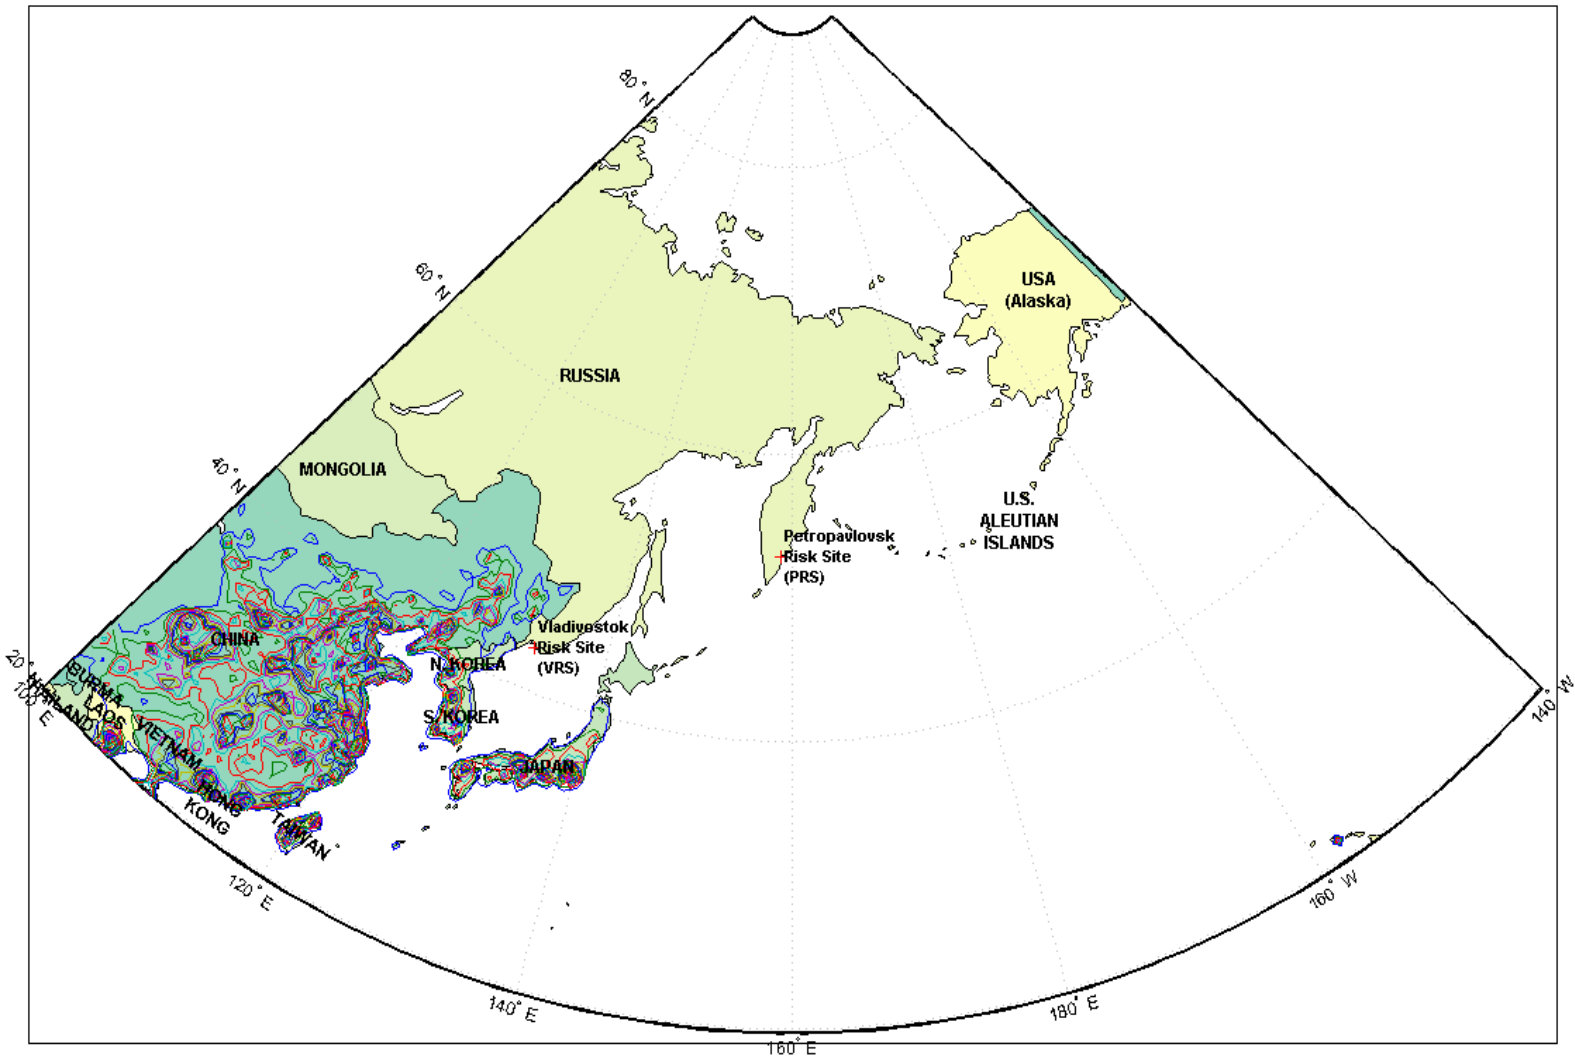 80° N
60° N
40° N
20° N
100° E
120° E
140° E
160° E
180° E
160° W
140° W
USA
(Alaska)
RUSSIA
MONGOLIA
U.S.
ALEUTIAN
ISLANDS
Petropavlovsk
Risk Site
(PRS)
Vladivostok
Risk Site
(VRS)
CHINA
N. KOREA
S. KOREA
JAPAN
BURMA
LAOS
VIETNAM
HONG
KONG
TAIWAN